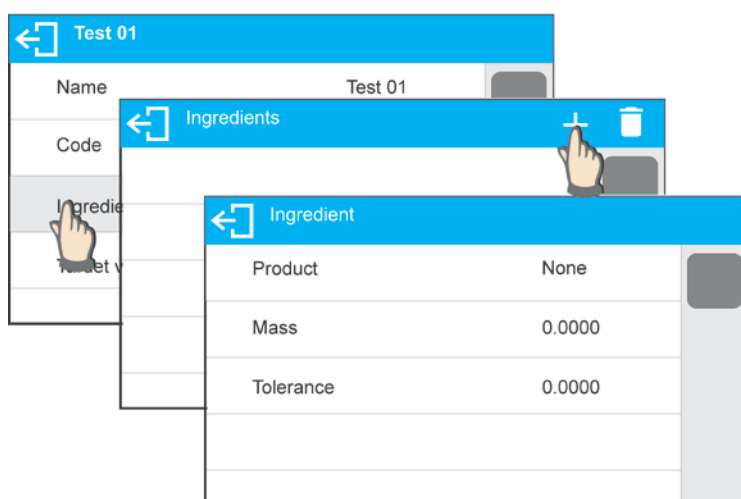 Test 01
Name Test 01
Code
Ingredients
Ingredient
Product None
Mass 0.0000
Tolerance 0.0000